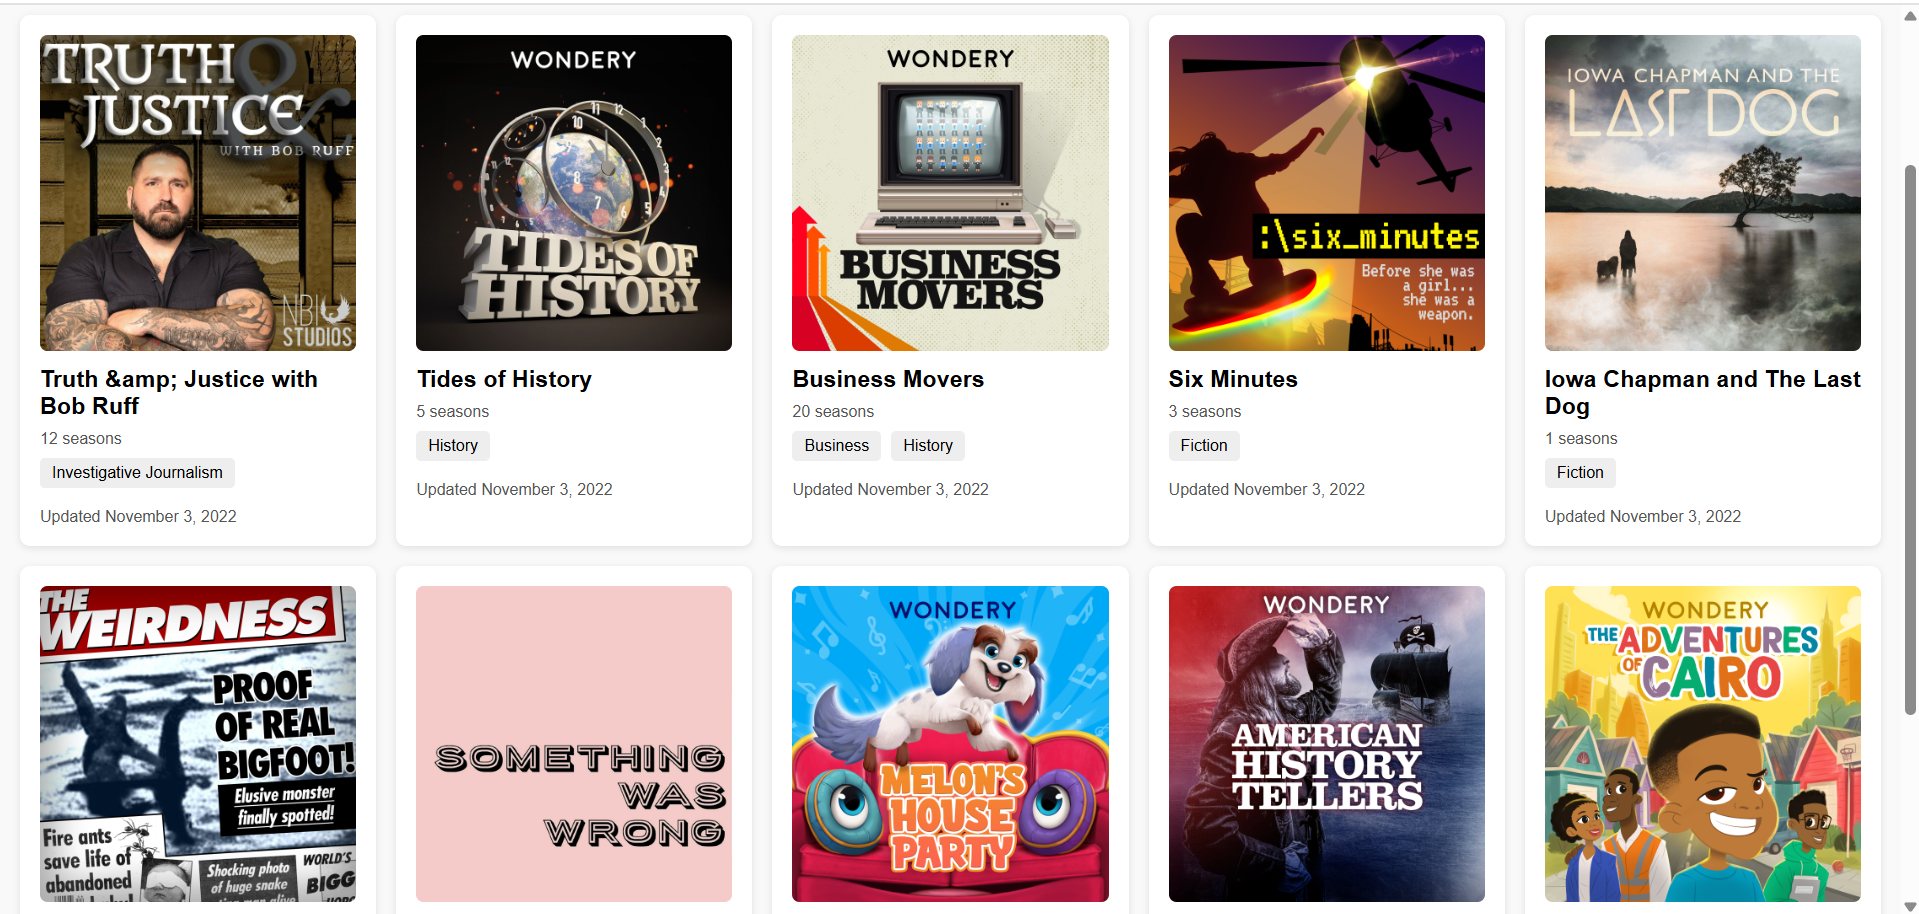 TRUTH &
JUSTICE
WITH BOB RUFF
NBI
STUDIOS
Truth &amp; Justice with
Bob Ruff
12 seasons
Investigative Journalism
Updated November 3, 2022
WONDERY
TIDES OF
HISTORY
Tides of History
5 seasons
History
Updated November 3, 2022
WONDERY
BUSINESS
MOVERS
Business Movers
20 seasons
Business History
Updated November 3, 2022
:\six_minutes
Before she was
a girl...
she was a
weapon.
Six Minutes
3 seasons
Fiction
Updated November 3, 2022
IOWA CHAPMAN AND THE
LAST DOG
Iowa Chapman and The Last
Dog
1 seasons
Fiction
Updated November 3, 2022
THE
WEIRDNESS
PROOF
OF REAL
BIGFOOT!
Elusive monster
finally spotted!
Fire ants
save life of
abandoned
Shocking photo
of huge snake
WORLD'S
BIGG
SOMETHING
WAS
WRONG
WONDERY
MELON'S
HOUSE
PARTY
WONDERY
AMERICAN
HISTORY
TELLERS
WONDERY
THE ADVENTURES
OF CAIRO